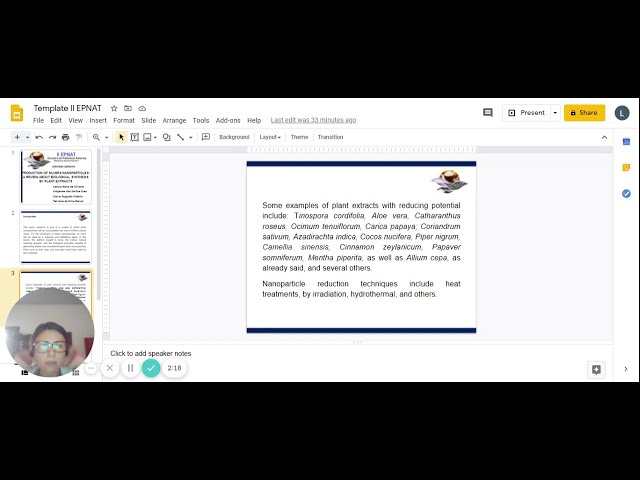 Template II EPNAT
File Edit View Insert Format Slide Arrange Tools Add-ons Help Last edit was 33 minutes ago
Present
Share
L
Background Layout Theme Transition
1
II EPNAT
PRODUCTION OF SILVER NANOPARTICLES:
A REVIEW ABOUT BIOLOGICAL SYNTHESIS
BY PLANT EXTRACTS
2
Introduction
3
Some examples of plant extracts with reducing potential
include: Tinospora cordifolia, Aloe vera, Catharanthus
roseus, Ocimum tenuiflorum, Carica papaya; Coriandrum
salivum, Azadirachta indica, Cocos nucifera, Piper nigrum,
Camellia sinensis, Cinnamon zeylanicum, Papaver
somniferum, Mentha piperita, as well as Allium cepa, as
already said, and several others.
Nanoparticle reduction techniques include heat
treatments, by irradiation, hydrothermal, and others.
Click to add speaker notes
2:18